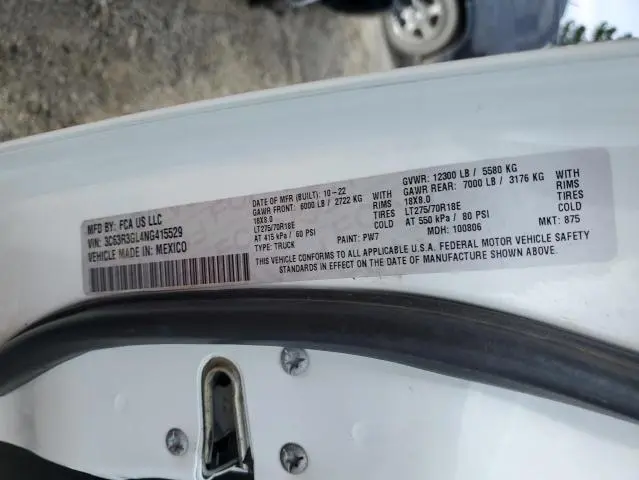 MFD BY: FCA US LLC
VIN: 3C63R3GL4NG415529
VEHICLE MADE IN: MEXICO
DATE OF MFR (BUILT): 10-22
GAWR FRONT: 6000 LB / 2722 KG WITH
18X8.0 RIMS
LT275/70R18E TIRES
AT 415 kPa / 60 PSI COLD
TYPE: TRUCK PAINT: PW7
GVWR: 12300 LB / 5580 KG
GAWR REAR: 7000 LB / 3176 KG WITH
18X8.0 RIMS
LT275/70R18E TIRES
AT 550 kPa / 80 PSI COLD
MDH: 100806 MKT: 875
THIS VEHICLE CONFORMS TO ALL APPLICABLE U.S.A. FEDERAL MOTOR VEHICLE SAFETY
STANDARDS IN EFFECT ON THE DATE OF MANUFACTURE SHOWN ABOVE.